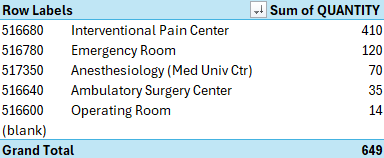 Row Labels Sum of QUANTITY
516680 Interventional Pain Center 410
516780 Emergency Room 120
517350 Anesthesiology (Med Univ Ctr) 70
516640 Ambulatory Surgery Center 35
516600 Operating Room 14
(blank)
Grand Total 649